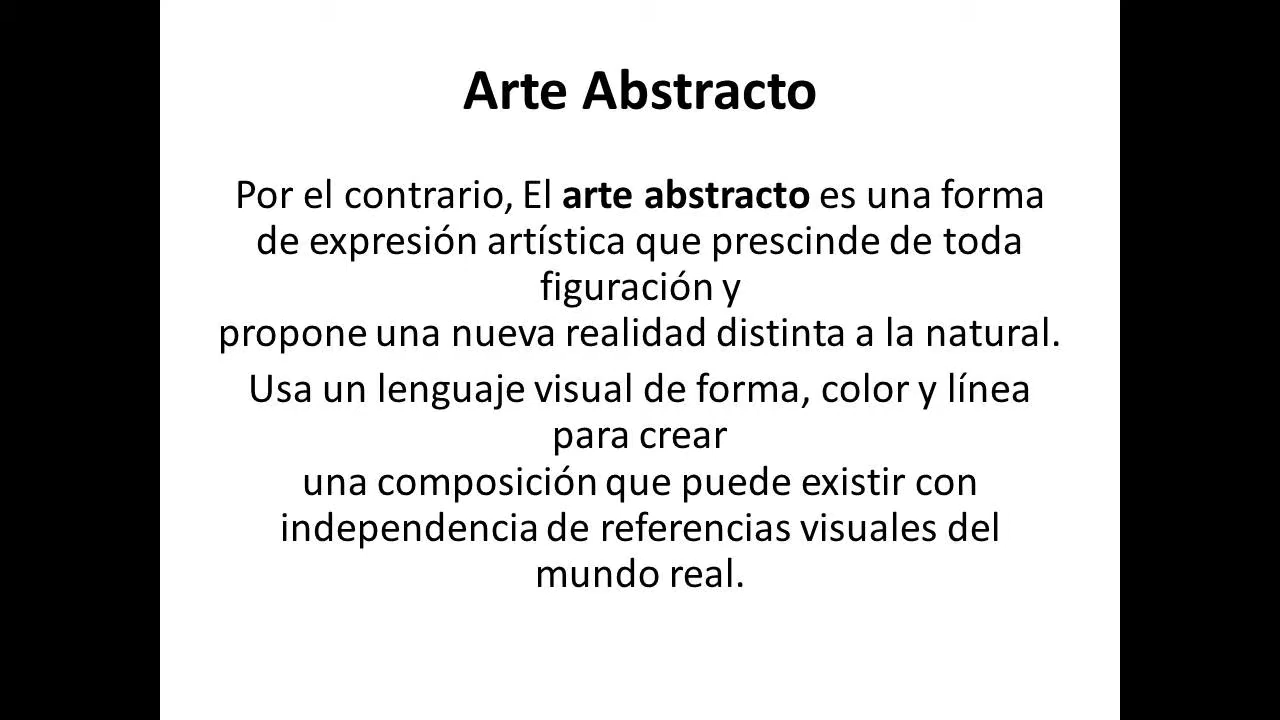 Arte Abstracto
Por el contrario, El arte abstracto es una forma
de expresión artística que prescinde de toda
figuración y
propone una nueva realidad distinta a la natural.
Usa un lenguaje visual de forma, color y línea
para crear
una composición que puede existir con
independencia de referencias visuales del
mundo real.